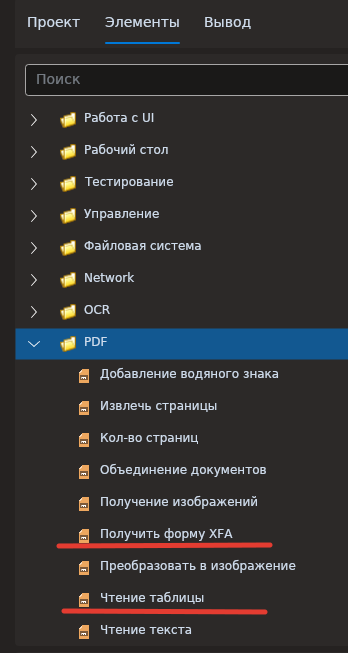 Проект Элементы Вывод
Поиск
Работа с UI
Рабочий стол
Тестирование
Управление
Файловая система
Network
OCR
PDF
Добавление водяного знака
Извлечь страницы
Кол-во страниц
Объединение документов
Получение изображений
Получить форму XFA
Преобразовать в изображение
Чтение таблицы
Чтение текста